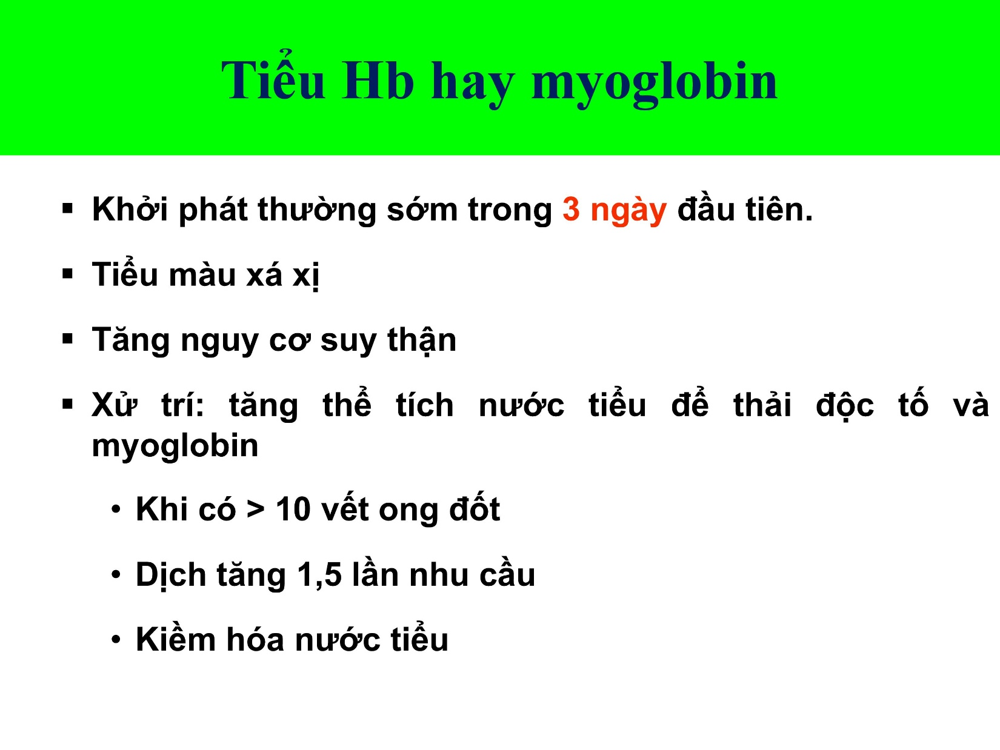 Tiểu Hb hay myoglobin
▪ Khởi phát thường sớm trong 3 ngày đầu tiên.
▪ Tiểu màu xá xị
▪ Tăng nguy cơ suy thận
▪ Xử trí: tăng thể tích nước tiểu để thải độc tố và
myoglobin
• Khi có > 10 vết ong đốt
• Dịch tăng 1,5 lần nhu cầu
• Kiềm hóa nước tiểu